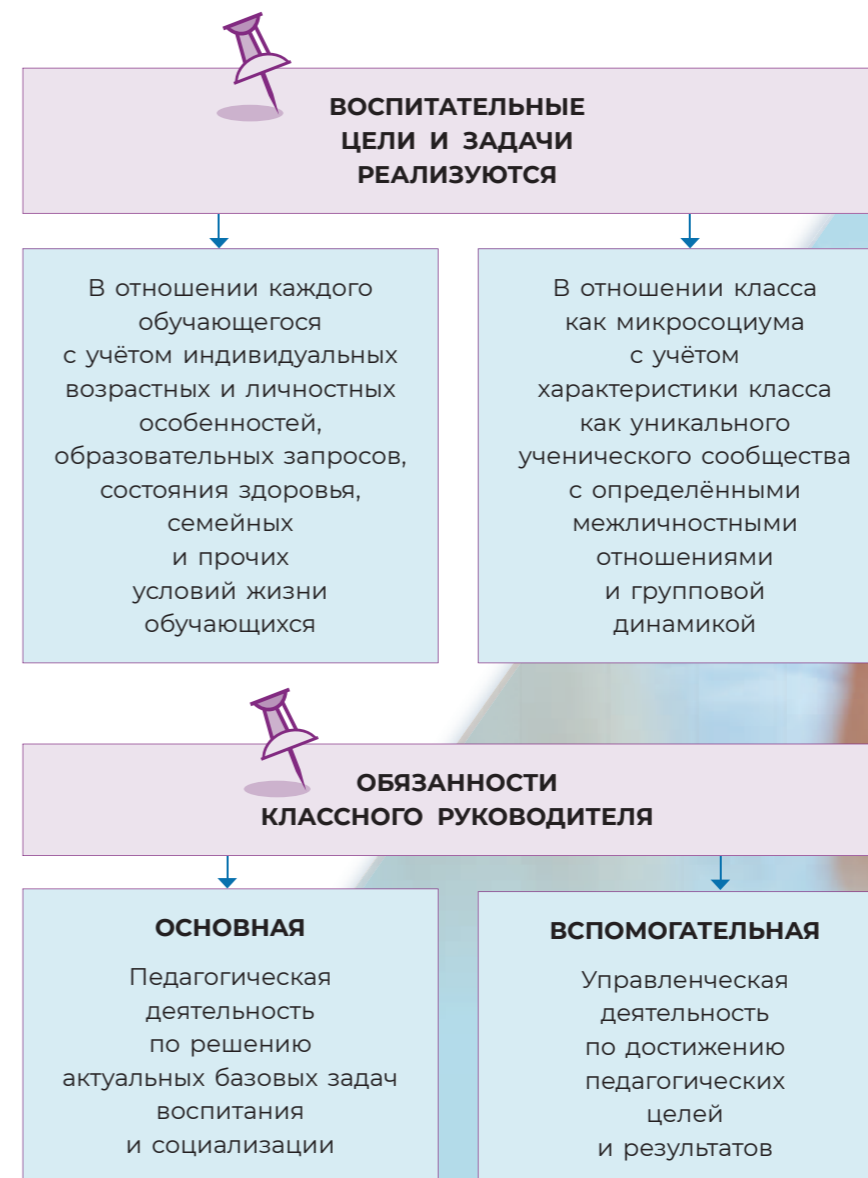 ВОСПИТАТЕЛЬНЫЕ
ЦЕЛИ И ЗАДАЧИ
РЕАЛИЗУЮТСЯ
В отношении каждого
обучающегося
с учётом индивидуальных
возрастных и личностных
особенностей,
образовательных запросов,
состояния здоровья,
семейных
и прочих
условий жизни
обучающихся
В отношении класса
как микросоциума
с учётом
характеристики класса
как уникального
ученического сообщества
с определёнными
межличностными
отношениями
и групповой
динамикой
ОБЯЗАННОСТИ
КЛАССНОГО РУКОВОДИТЕЛЯ
ОСНОВНАЯ
Педагогическая
деятельность
по решению
актуальных базовых задач
воспитания
и социализации
ВСПОМОГАТЕЛЬНАЯ
Управленческая
деятельность
по достижению
педагогических
целей
и результатов